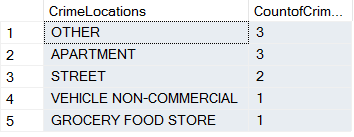 CrimeLocations CountofCrim...
1 OTHER 3
2 APARTMENT 3
3 STREET 2
4 VEHICLE NON-COMMERCIAL 1
5 GROCERY FOOD STORE 1